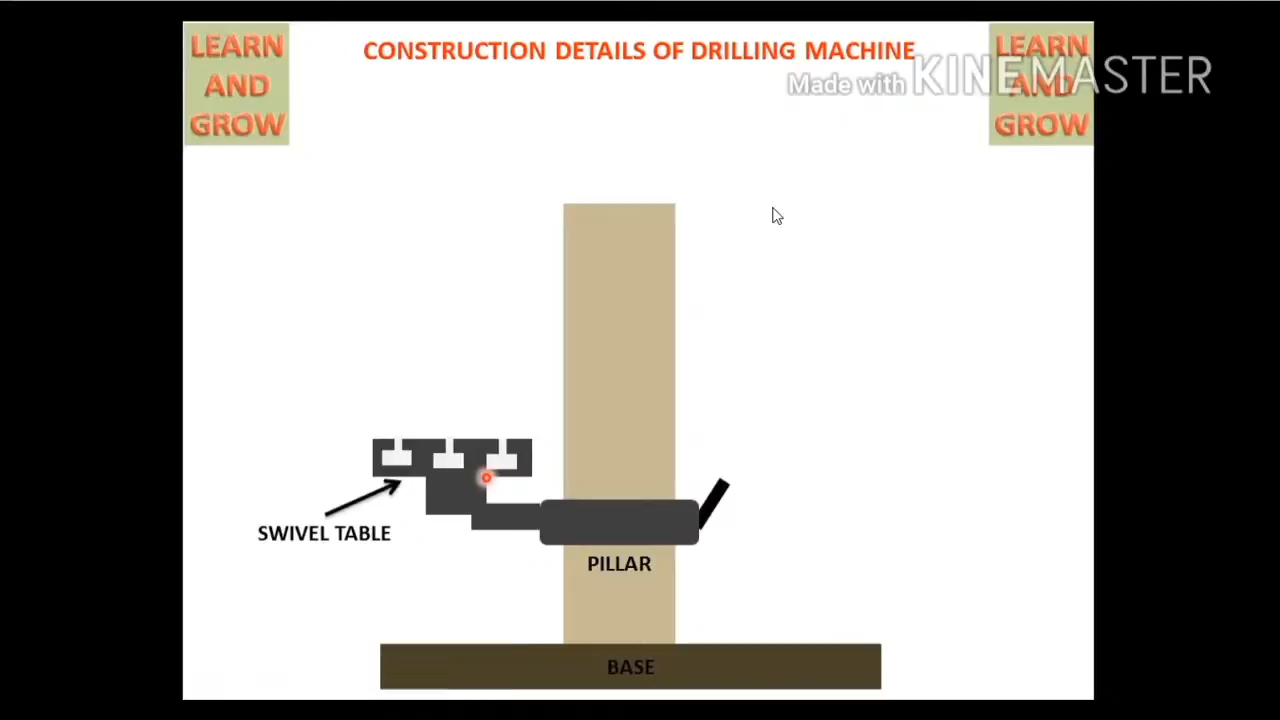 LEARN
AND
GROW
CONSTRUCTION DETAILS OF DRILLING MACHINE
LEARN
AND
GROW
Made with KINEMASTER
SWIVEL TABLE
PILLAR
BASE